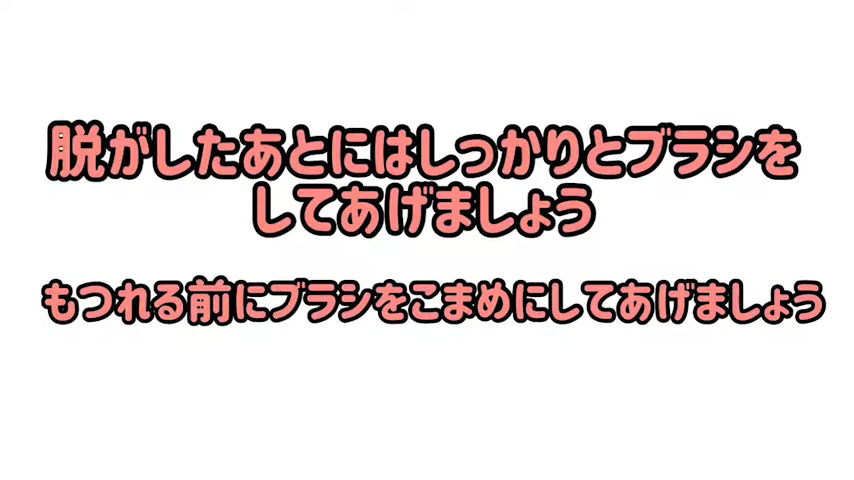 脱がしたあとにはしっかりとブラシを
してあげましょう
もつれる前にブラシをこまめにしてあげましょう